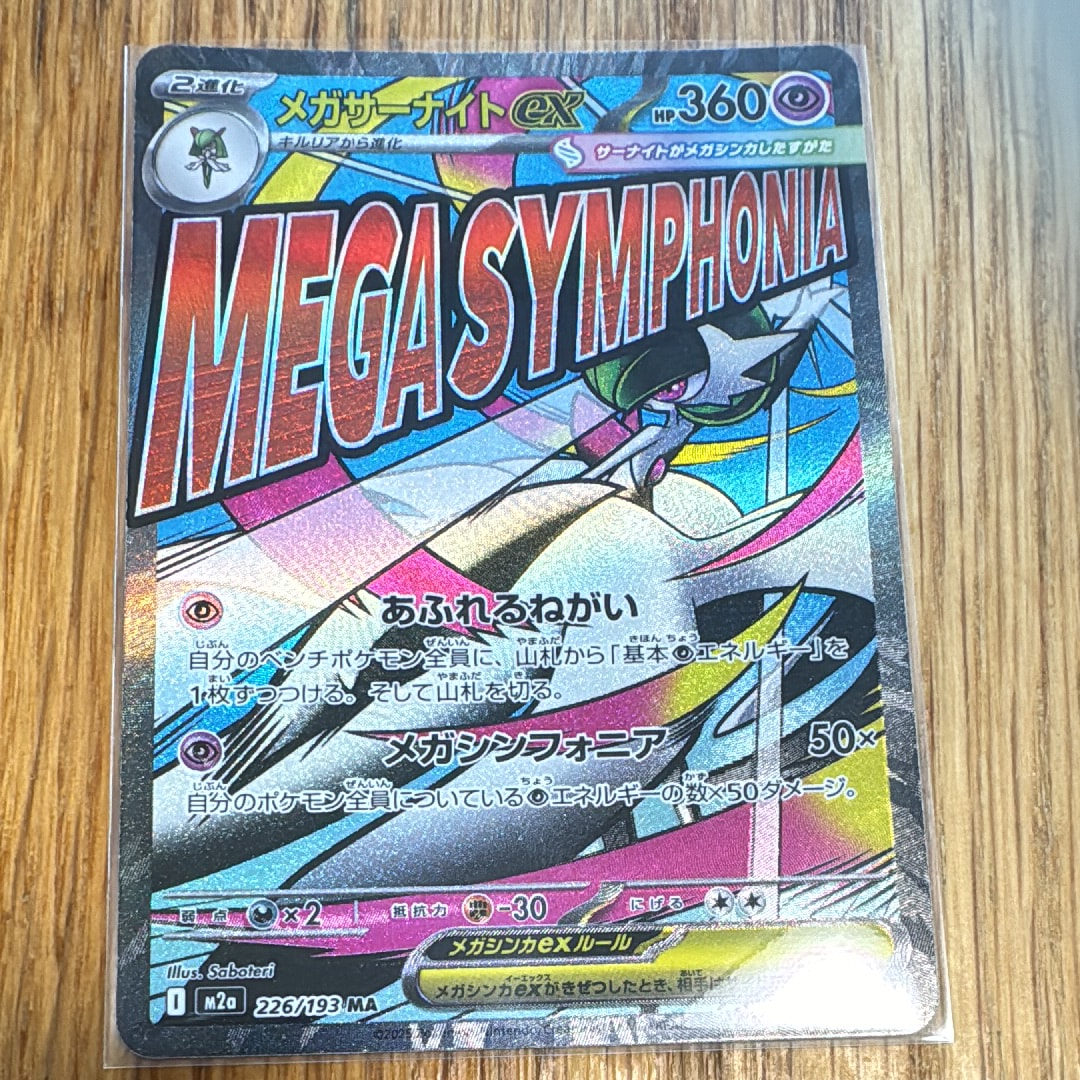 2進化
メガサーナイトex
HP360
キルリアから進化
サーナイトがメガシンカしたすがた
MEGA SYMPHONIA
あふれるねがい
自分のベンチポケモン全員に、山札から「基本エネルギー」を
1枚ずつつける。そして山札を切る。
メガシンフォニア 50×
自分のポケモン全員についているエネルギーの数×50ダメージ。
弱点 ×2 抵抗力 -30 にげる
メガシンカexルール
メガシンカexがきぜつしたとき、相手は
Illus. Saboteri
I m2a 226/193 MA